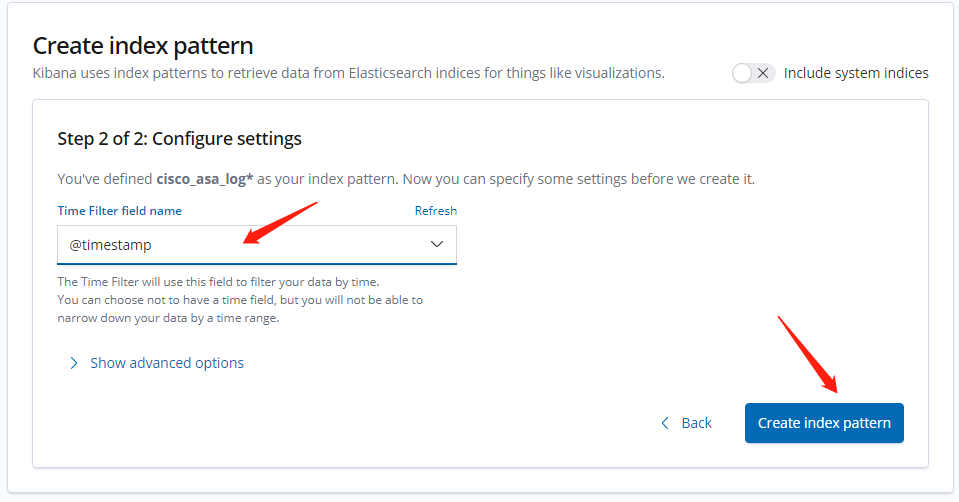 Create index pattern
Kibana uses index patterns to retrieve data from Elasticsearch indices for things like visualizations.
Include system indices
Step 2 of 2: Configure settings
You've defined cisco_asa_log* as your index pattern. Now you can specify some settings before we create it.
Time Filter field name
Refresh
@timestamp
The Time Filter will use this field to filter your data by time.
You can choose not to have a time field, but you will not be able to
narrow down your data by a time range.
Show advanced options
Back
Create index pattern